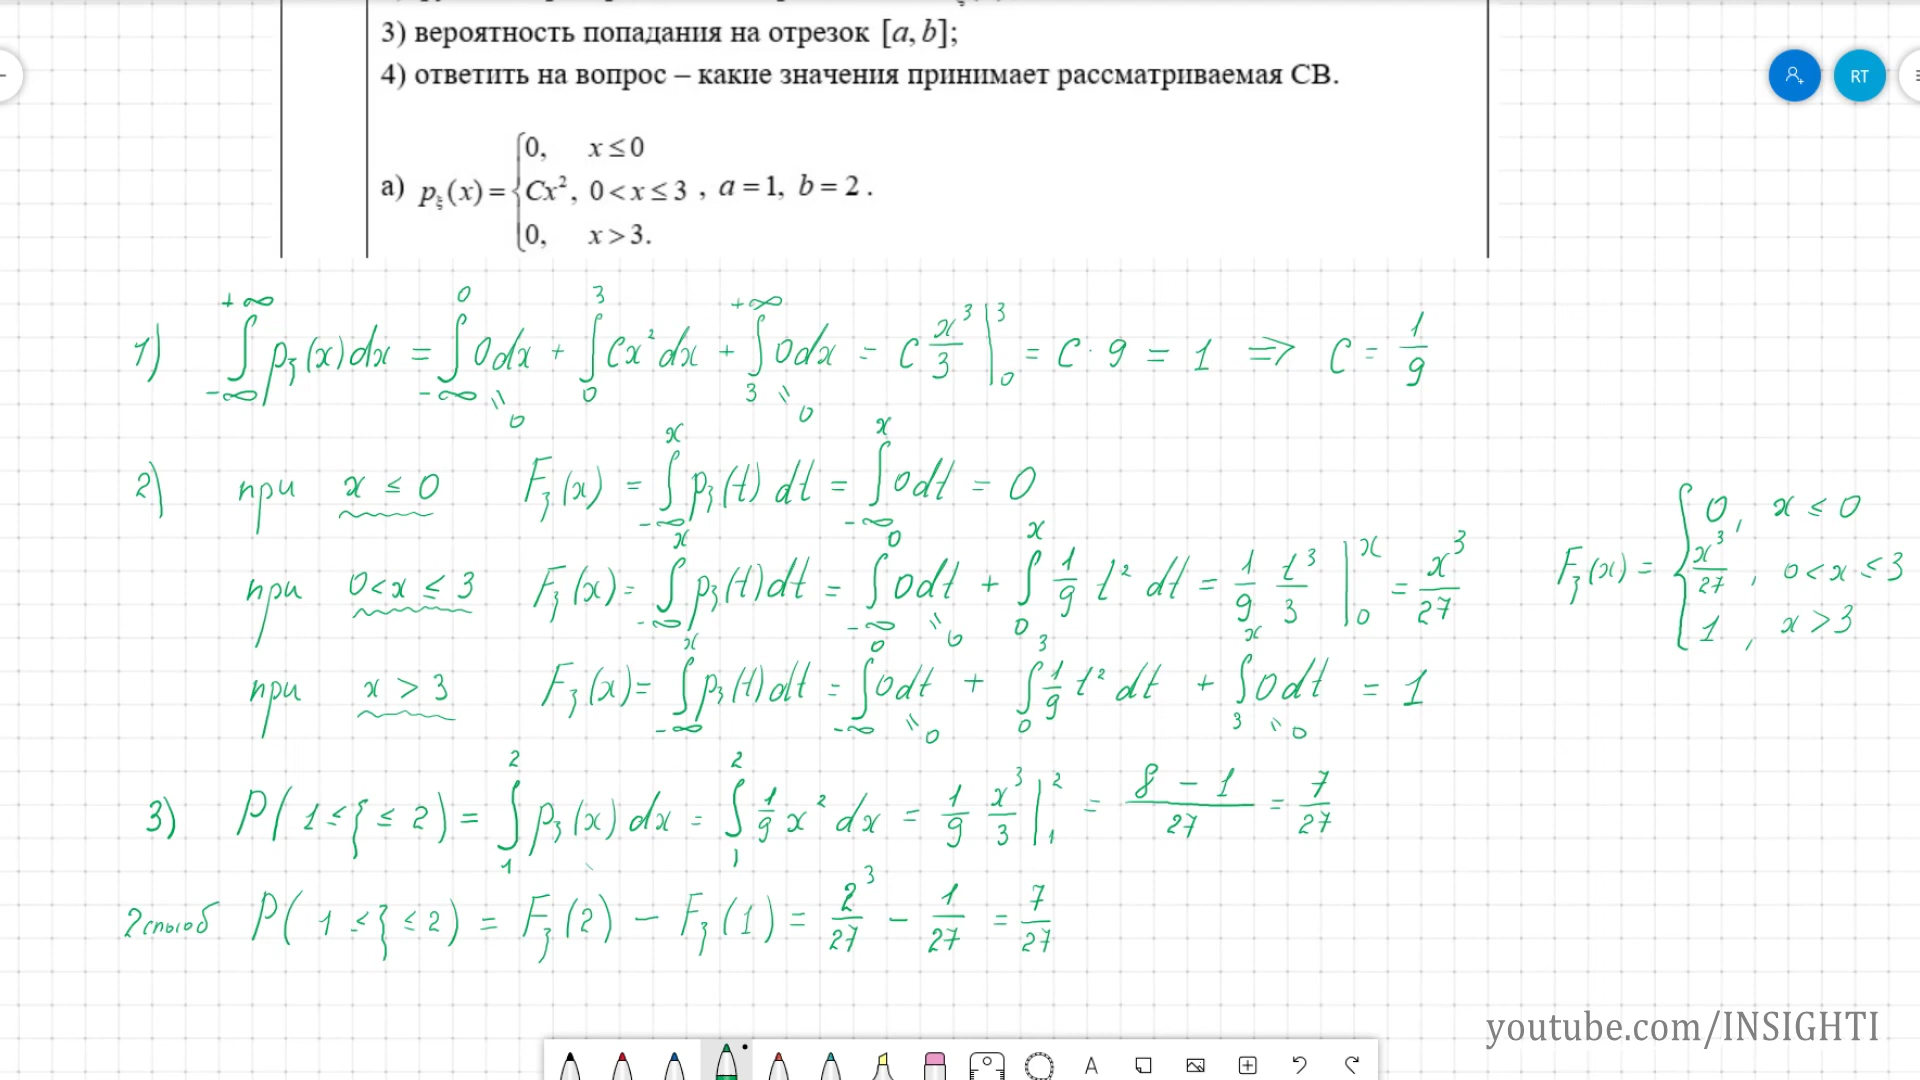 3) вероятность попадания на отрезок [a, b];
4) ответить на вопрос – какие значения принимает рассматриваемая СВ.
а) p_ξ(x) = { 0, x ≤ 0
Cx², 0 < x ≤ 3 , a = 1, b = 2 .
0, x > 3.
RT
1) ∫_{-∞}^{+∞} p_ξ(x)dx = ∫_{-∞}^{0} 0dx (=0) + ∫_{0}^{3} Cx²dx + ∫_{3}^{+∞} 0dx (=0) = C x³/3 |_0^3 = C · 9 = 1 ⇒ C = 1/9
2) при x ≤ 0 F_ξ(x) = ∫_{-∞}^{x} p_ξ(t)dt = ∫_{-∞}^{x} 0dt = 0
при 0 < x ≤ 3 F_ξ(x) = ∫_{-∞}^{x} p_ξ(t)dt = ∫_{-∞}^{0} 0dt (=0) + ∫_{0}^{x} 1/9 t² dt = 1/9 t³/3 |_0^x = x³/27
при x > 3 F_ξ(x) = ∫_{-∞}^{x} p_ξ(t)dt = ∫_{-∞}^{0} 0dt (=0) + ∫_{0}^{3} 1/9 t² dt + ∫_{3}^{x} 0dt (=0) = 1
F_ξ(x) = { 0, x ≤ 0
x³/27, 0 < x ≤ 3
1, x > 3
3) P(1 ≤ ξ ≤ 2) = ∫_{1}^{2} p_ξ(x)dx = ∫_{1}^{2} 1/9 x² dx = 1/9 x³/3 |_1^2 = (8 − 1)/27 = 7/27
2 способ P(1 ≤ ξ ≤ 2) = F_ξ(2) − F_ξ(1) = 2³/27 − 1/27 = 7/27
youtube.com/INSIGHTI
A